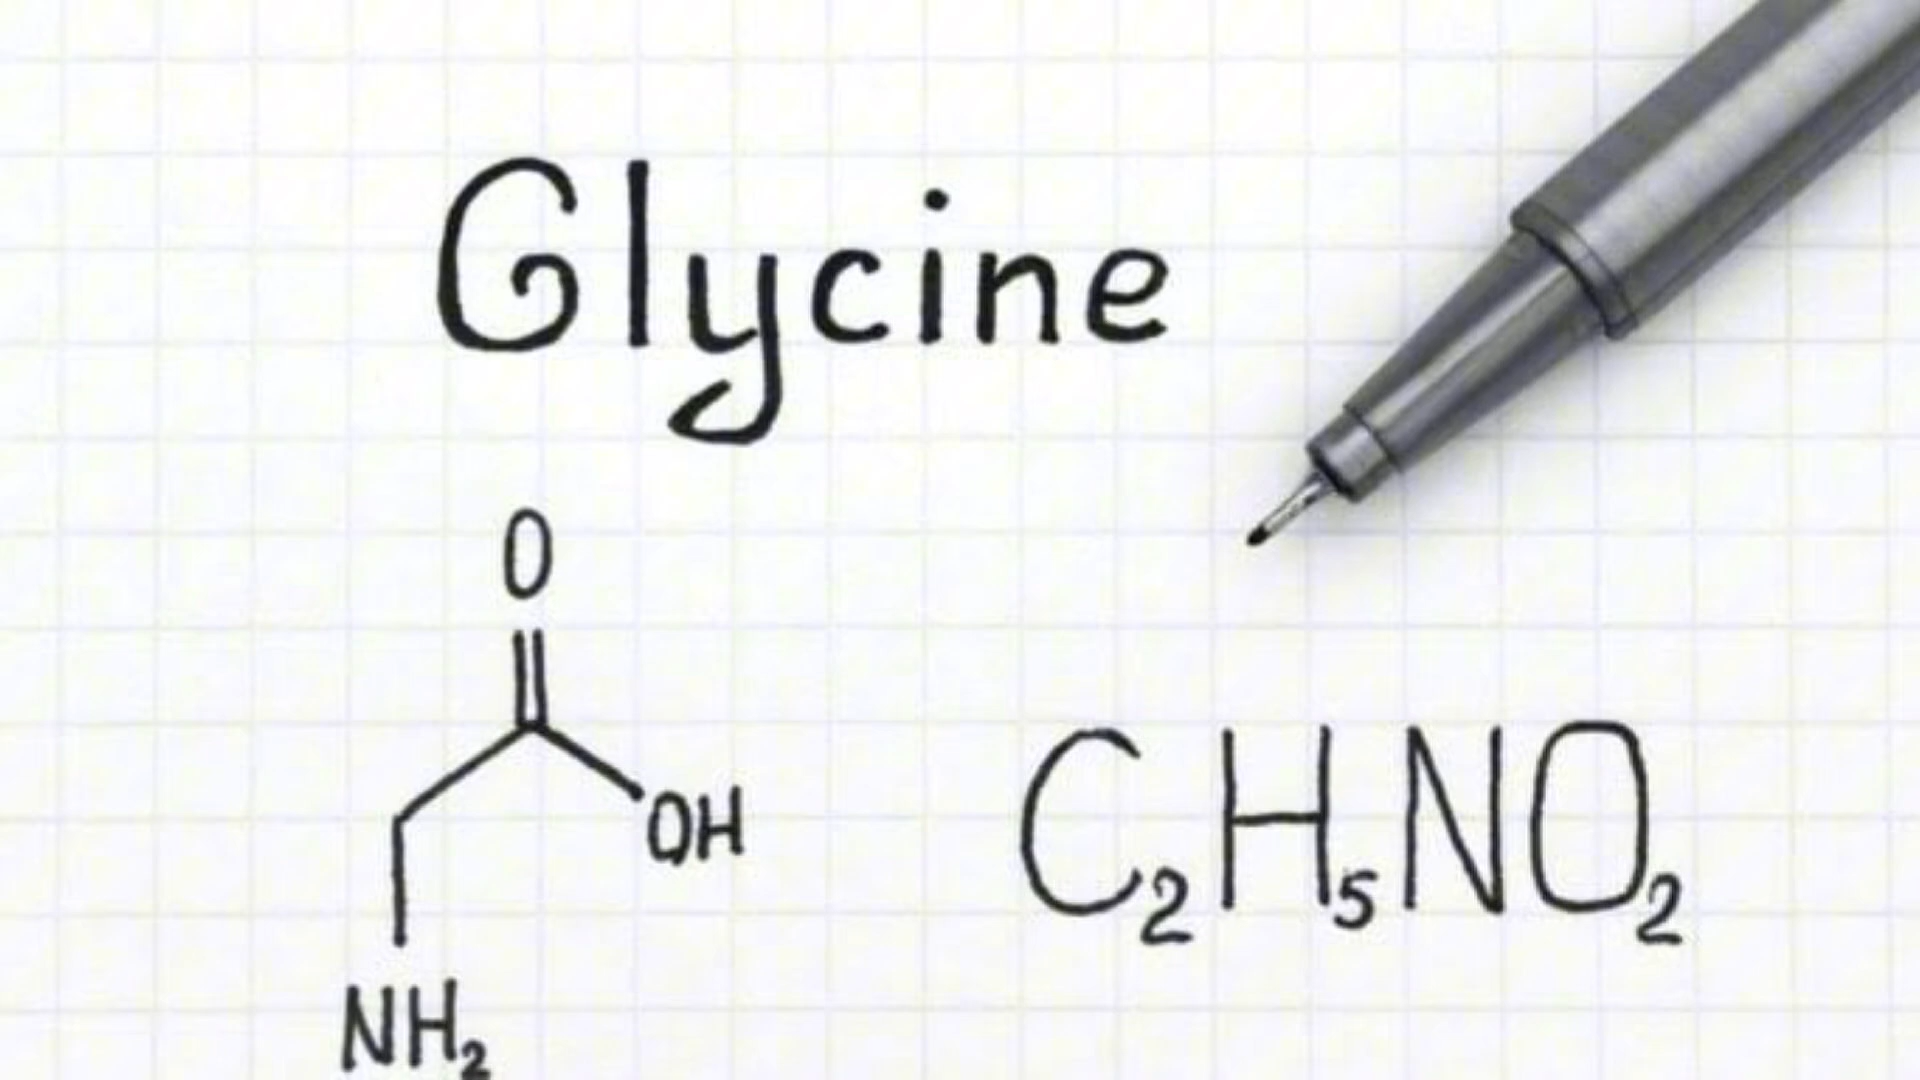 Glycine
O
OH
C₂H₅NO₂
NH₂